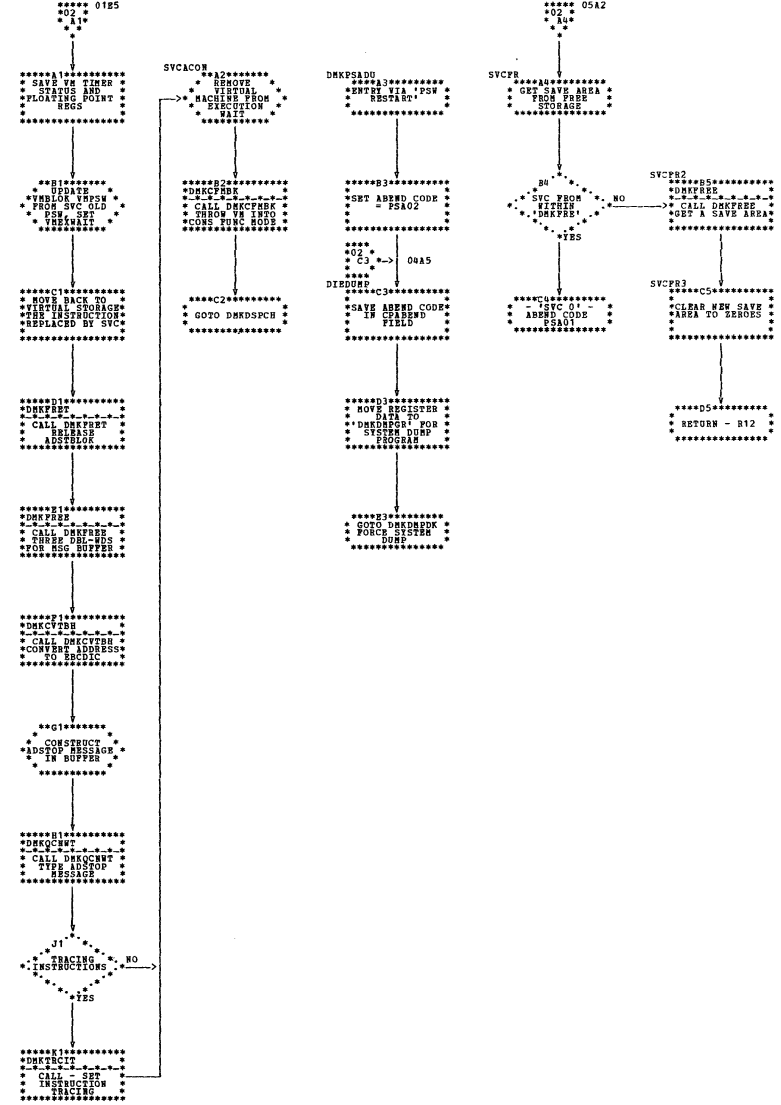 01E5
02
A1
A1
SAVE VM TIMER
STATUS AND
FLOATING POINT
REGS
B1
UPDATE
VMBLOK VMPSW
FROM SVC OLD
PSW, SET
VMEXWAIT
C1
MOVE BACK TO
VIRTUAL STORAGE
THE INSTRUCTION
REPLACED BY SVC
D1
DMKFRET
CALL DMKFRET
RELEASE
ADSTBLOK
E1
DMKFREE
CALL DMKFREE
THREE DBL-WDS
FOR MSG BUFFER
F1
DMKCVTBH
CALL DMKCVTBH
CONVERT ADDRESS
TO EBCDIC
G1
CONSTRUCT
ADSTOP MESSAGE
IN BUFFER
H1
DMKQCNWT
CALL DMKQCNWT
TYPE ADSTOP
MESSAGE
J1
TRACING
INSTRUCTIONS
NO
YES
K1
DMKTRCIT
CALL - SET
INSTRUCTION
TRACING
SVCACON
A2
REMOVE
VIRTUAL
MACHINE FROM
EXECUTION
WAIT
B2
DMKCFMBK
CALL DMKCFMBK
THROW VM INTO
CONS FUNC MODE
C2
GOTO DMKDSPCH
DMKPSADU
A3
ENTRY VIA 'PSW
RESTART'
B3
SET ABEND CODE
= PSA02
02
C3
04A5
DIEDUMP
C3
SAVE ABEND CODE
IN CPABEND
FIELD
D3
MOVE REGISTER
DATA TO
'DMKDMPGR' FOR
SYSTEM DUMP
PROGRAM
E3
GOTO DMKDMPDK
FORCE SYSTEM
DUMP
05A2
02
A4
SVCFR
A4
GET SAVE AREA
FROM FREE
STORAGE
B4
SVC FROM
WITHIN
'DMKFRE'
NO
YES
C4
- 'SVC 0' -
ABEND CODE
PSA01
SVCFR2
B5
DMKFREE
CALL DMKFREE
GET A SAVE AREA
SVCFR3
C5
CLEAR NEW SAVE
AREA TO ZEROES
D5
RETURN - R12